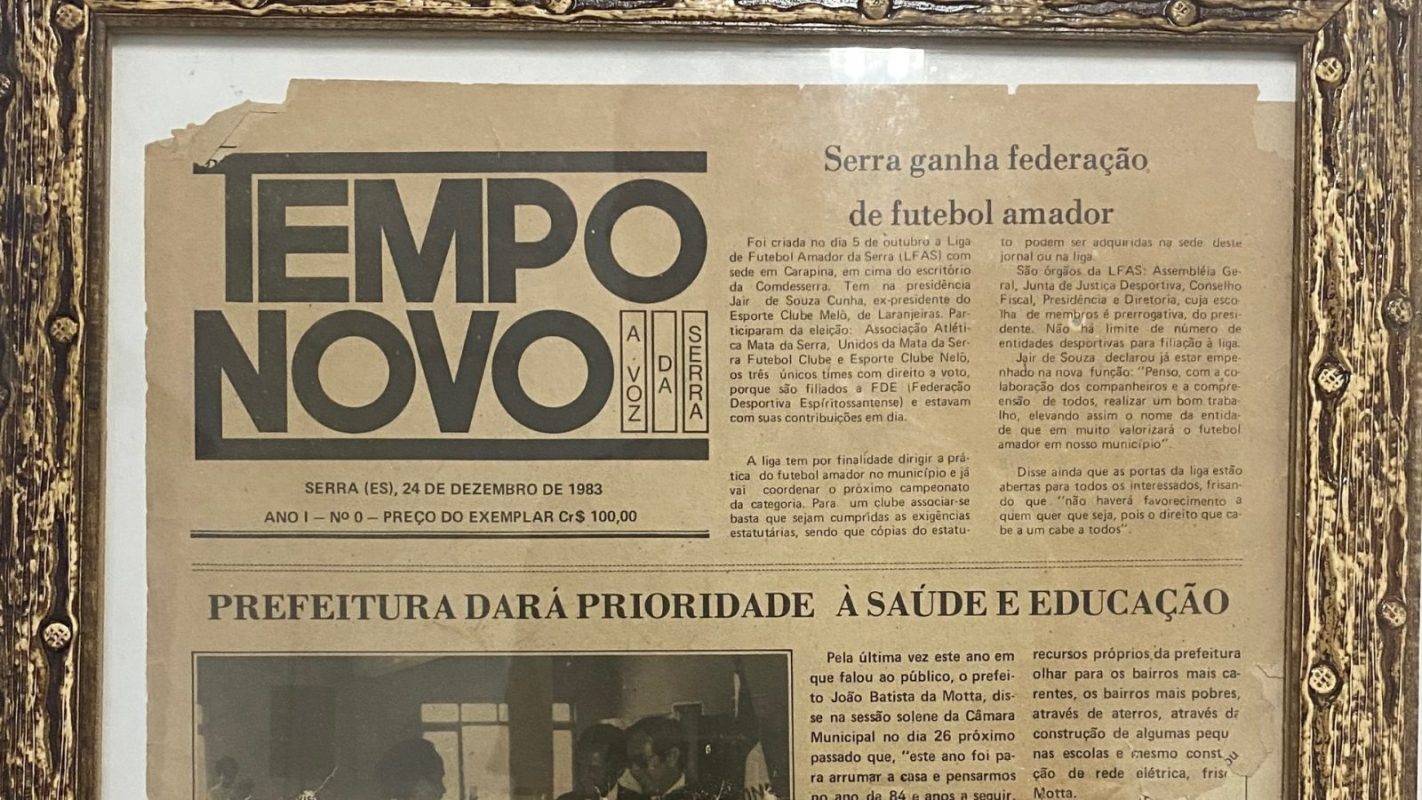 TEMPO
NOVO
A VOZ
DA
SERRA
SERRA (ES), 24 DE DEZEMBRO DE 1983
ANO I — Nº 0 — PREÇO DO EXEMPLAR Cr$ 100,00
Serra ganha federação
de futebol amador
Foi criada no dia 5 de outubro a Liga
de Futebol Amador da Serra (LFAS) com
sede em Carapina, em cima do escritório
da Comdesserra. Tem na presidência
Jair de Souza Cunha, ex-presidente do
Esporte Clube Melô, de Laranjeiras. Par-
ticiparam da eleição: Associação Atléti-
ca Mata da Serra, Unidos da Mata da Ser-
ra Futebol Clube e Esporte Clube Nelô,
os três únicos times com direito a voto,
porque são filiados a FDE (Federação
Desportiva Espíritossantense) e estavam
com suas contribuições em dia.
A liga tem por finalidade dirigir a prá-
tica do futebol amador no município e já
vai coordenar o próximo campeonato
da categoria. Para um clube associar-se
basta que sejam cumpridas as exigências
estatutárias, sendo que cópias do estatu-
to podem ser adquiridas na sede deste
jornal ou na liga.
São órgãos da LFAS: Assembléia Ge-
ral, Junta de Justiça Desportiva, Conselho
Fiscal, Presidência e Diretoria, cuja esco-
lha de membros é prerrogativa, do presi-
dente. Não há limite de número de
entidades desportivas para filiação à liga.
Jair de Souza declarou já estar empe-
nhado na nova função: "Penso, com a co-
laboração dos companheiros e a compre-
ensão de todos, realizar um bom traba-
lho, elevando assim o nome da entida-
de que em muito valorizará o futebol
amador em nosso município".
Disse ainda que as portas da liga estão
abertas para todos os interessados, frisan-
do que "não haverá favorecimento a
quem quer que seja, pois o direito que ca-
be a um cabe a todos".
PREFEITURA DARÁ PRIORIDADE À SAÚDE E EDUCAÇÃO
Pela última vez este ano em
que falou ao público, o prefei-
to João Batista da Motta, dis-
se na sessão solene da Câmara
Municipal no dia 26 próximo
passado que, "este ano foi pa-
ra arrumar a casa e pensarmos
no ano de 84 e anos a seguir.
recursos próprios da prefeitura
olhar para os bairros mais ca-
rentes, os bairros mais pobres,
através de aterros, através da
construção de algumas pequ
nas escolas e mesmo const
ção de rede elétrica, fris
Motta.